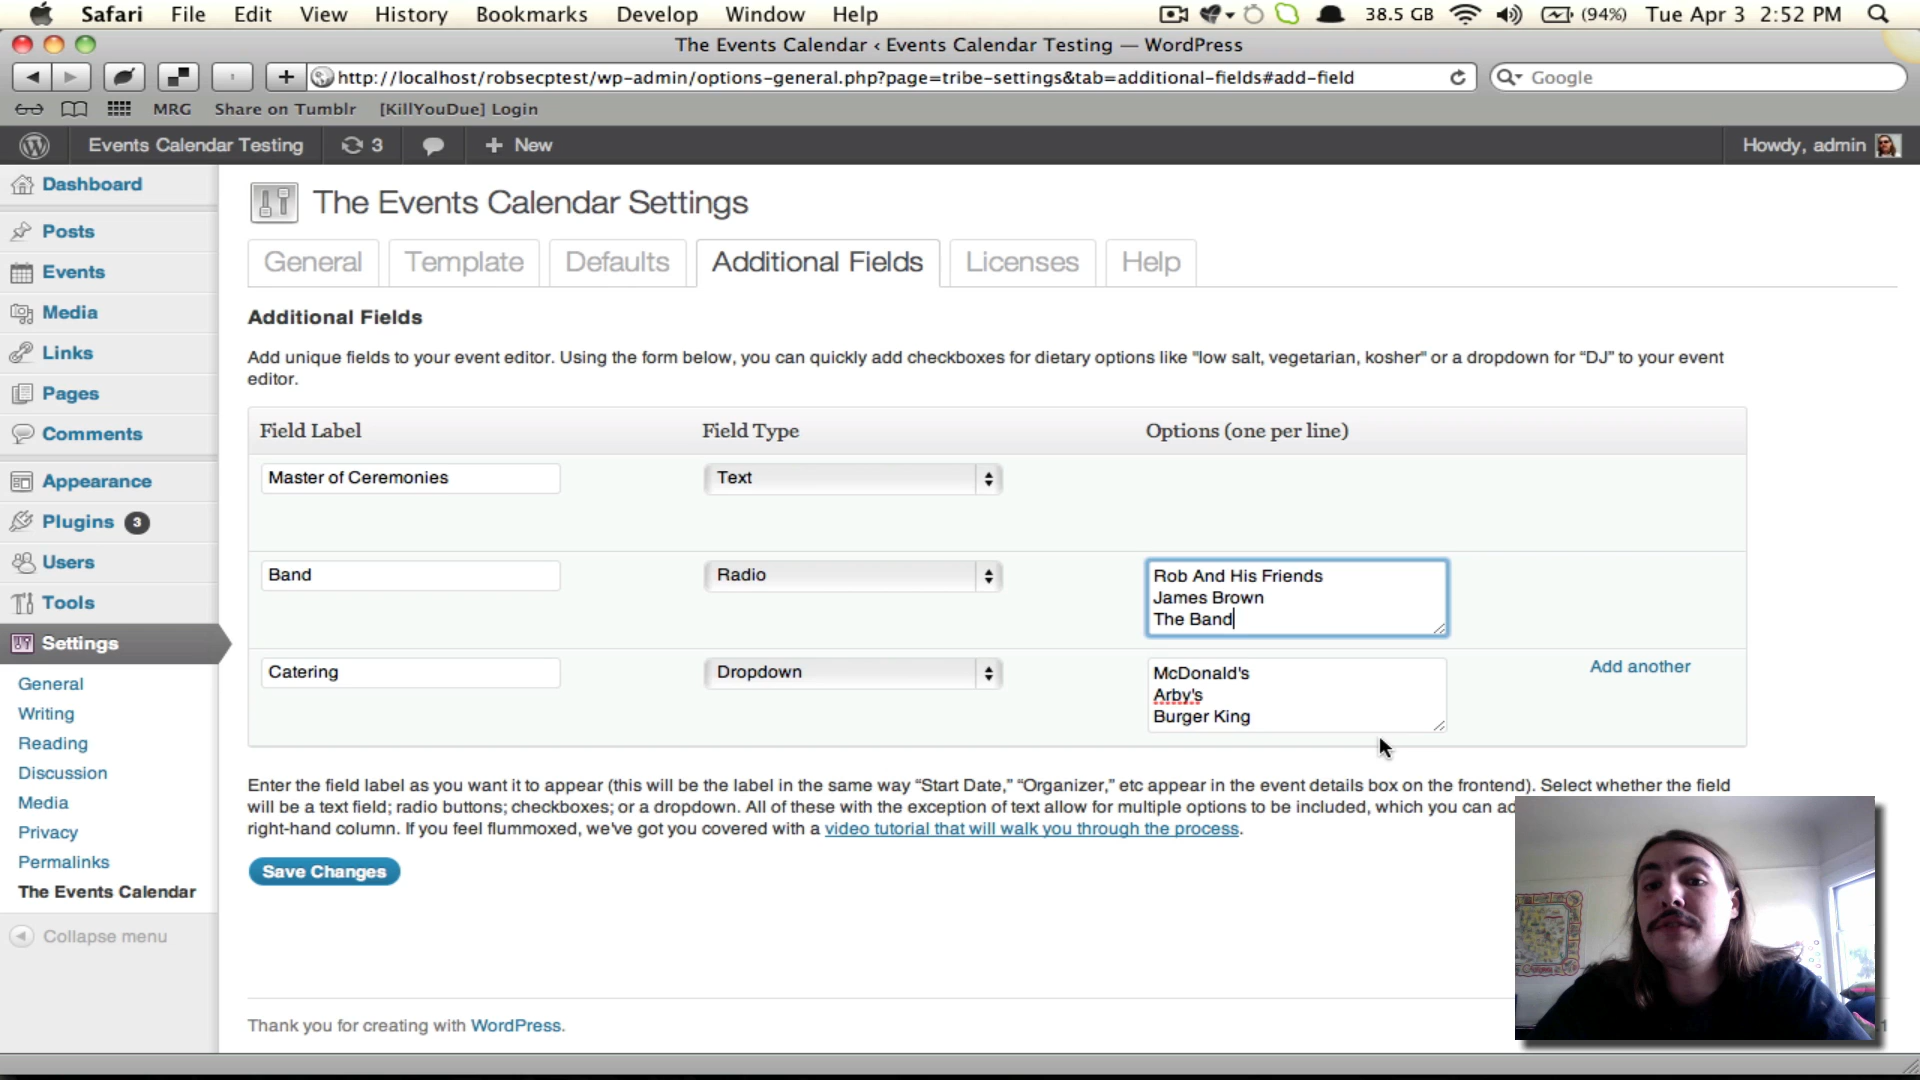 Safari File Edit View History Bookmarks Develop Window Help 38.5 GB (94%) Tue Apr 3 2:52 PM
The Events Calendar ‹ Events Calendar Testing — WordPress
http://localhost/robsecptest/wp-admin/options-general.php?page=tribe-settings&tab=additional-fields#add-field Google
MRG Share on Tumblr [KillYouDue] Login
Events Calendar Testing 3 + New Howdy, admin
Dashboard
Posts
Events
Media
Links
Pages
Comments
Appearance
Plugins 3
Users
Tools
Settings
General
Writing
Reading
Discussion
Media
Privacy
Permalinks
The Events Calendar
Collapse menu
The Events Calendar Settings
General Template Defaults Additional Fields Licenses Help
Additional Fields
Add unique fields to your event editor. Using the form below, you can quickly add checkboxes for dietary options like "low salt, vegetarian, kosher" or a dropdown for “DJ” to your event
editor.
Field Label Field Type Options (one per line)
Master of Ceremonies Text
Band Radio Rob And His Friends
James Brown
The Band
Catering Dropdown McDonald's Add another
Arby's
Burger King
Enter the field label as you want it to appear (this will be the label in the same way “Start Date,” “Organizer,” etc appear in the event details box on the frontend). Select whether the field
will be a text field; radio buttons; checkboxes; or a dropdown. All of these with the exception of text allow for multiple options to be included, which you can
right-hand column. If you feel flummoxed, we've got you covered with a video tutorial that will walk you through the process.
Save Changes
Thank you for creating with WordPress.